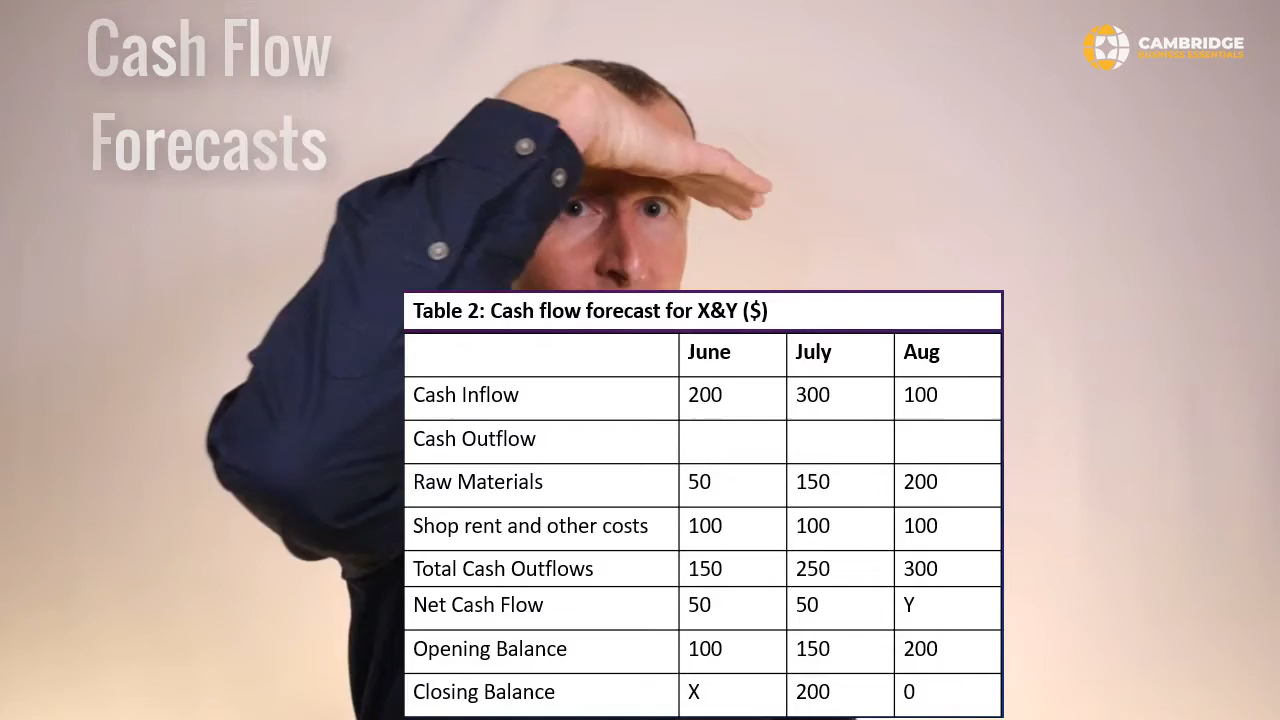 Cash Flow
Forecasts
CAMBRIDGE
BUSINESS ESSENTIALS
Table 2: Cash flow forecast for X&Y ($)
June July Aug
Cash Inflow 200 300 100
Cash Outflow
Raw Materials 50 150 200
Shop rent and other costs 100 100 100
Total Cash Outflows 150 250 300
Net Cash Flow 50 50 Y
Opening Balance 100 150 200
Closing Balance X 200 0